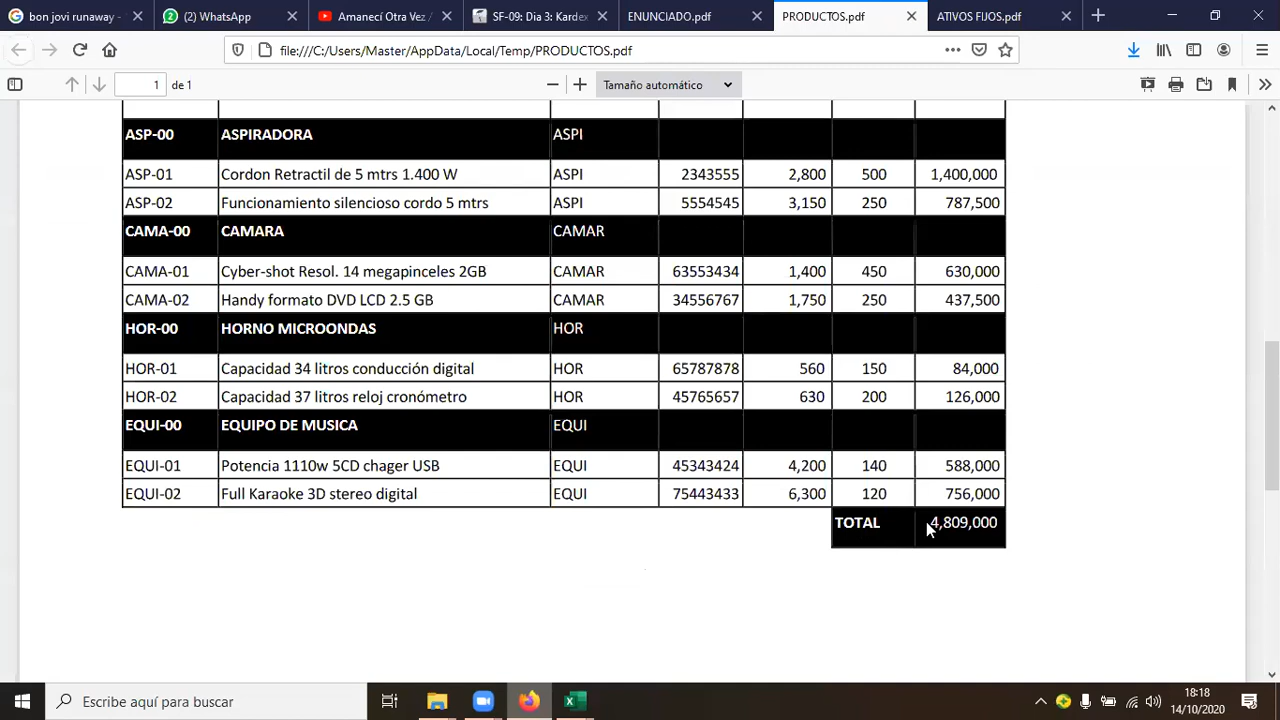 bon jovi runaway -
(2) WhatsApp
Amanecí Otra Vez /
SF-09: Dia 3: Kardex
ENUNCIADO.pdf
PRODUCTOS.pdf
ATIVOS FIJOS.pdf
file:///C:/Users/Master/AppData/Local/Temp/PRODUCTOS.pdf
1 de 1
Tamaño automático
ASP-00 ASPIRADORA ASPI
ASP-01 Cordon Retractil de 5 mtrs 1.400 W ASPI 2343555 2,800 500 1,400,000
ASP-02 Funcionamiento silencioso cordo 5 mtrs ASPI 5554545 3,150 250 787,500
CAMA-00 CAMARA CAMAR
CAMA-01 Cyber-shot Resol. 14 megapinceles 2GB CAMAR 63553434 1,400 450 630,000
CAMA-02 Handy formato DVD LCD 2.5 GB CAMAR 34556767 1,750 250 437,500
HOR-00 HORNO MICROONDAS HOR
HOR-01 Capacidad 34 litros conducción digital HOR 65787878 560 150 84,000
HOR-02 Capacidad 37 litros reloj cronómetro HOR 45765657 630 200 126,000
EQUI-00 EQUIPO DE MUSICA EQUI
EQUI-01 Potencia 1110w 5CD chager USB EQUI 45343424 4,200 140 588,000
EQUI-02 Full Karaoke 3D stereo digital EQUI 75443433 6,300 120 756,000
TOTAL 4,809,000
Escribe aquí para buscar
18:18
14/10/2020